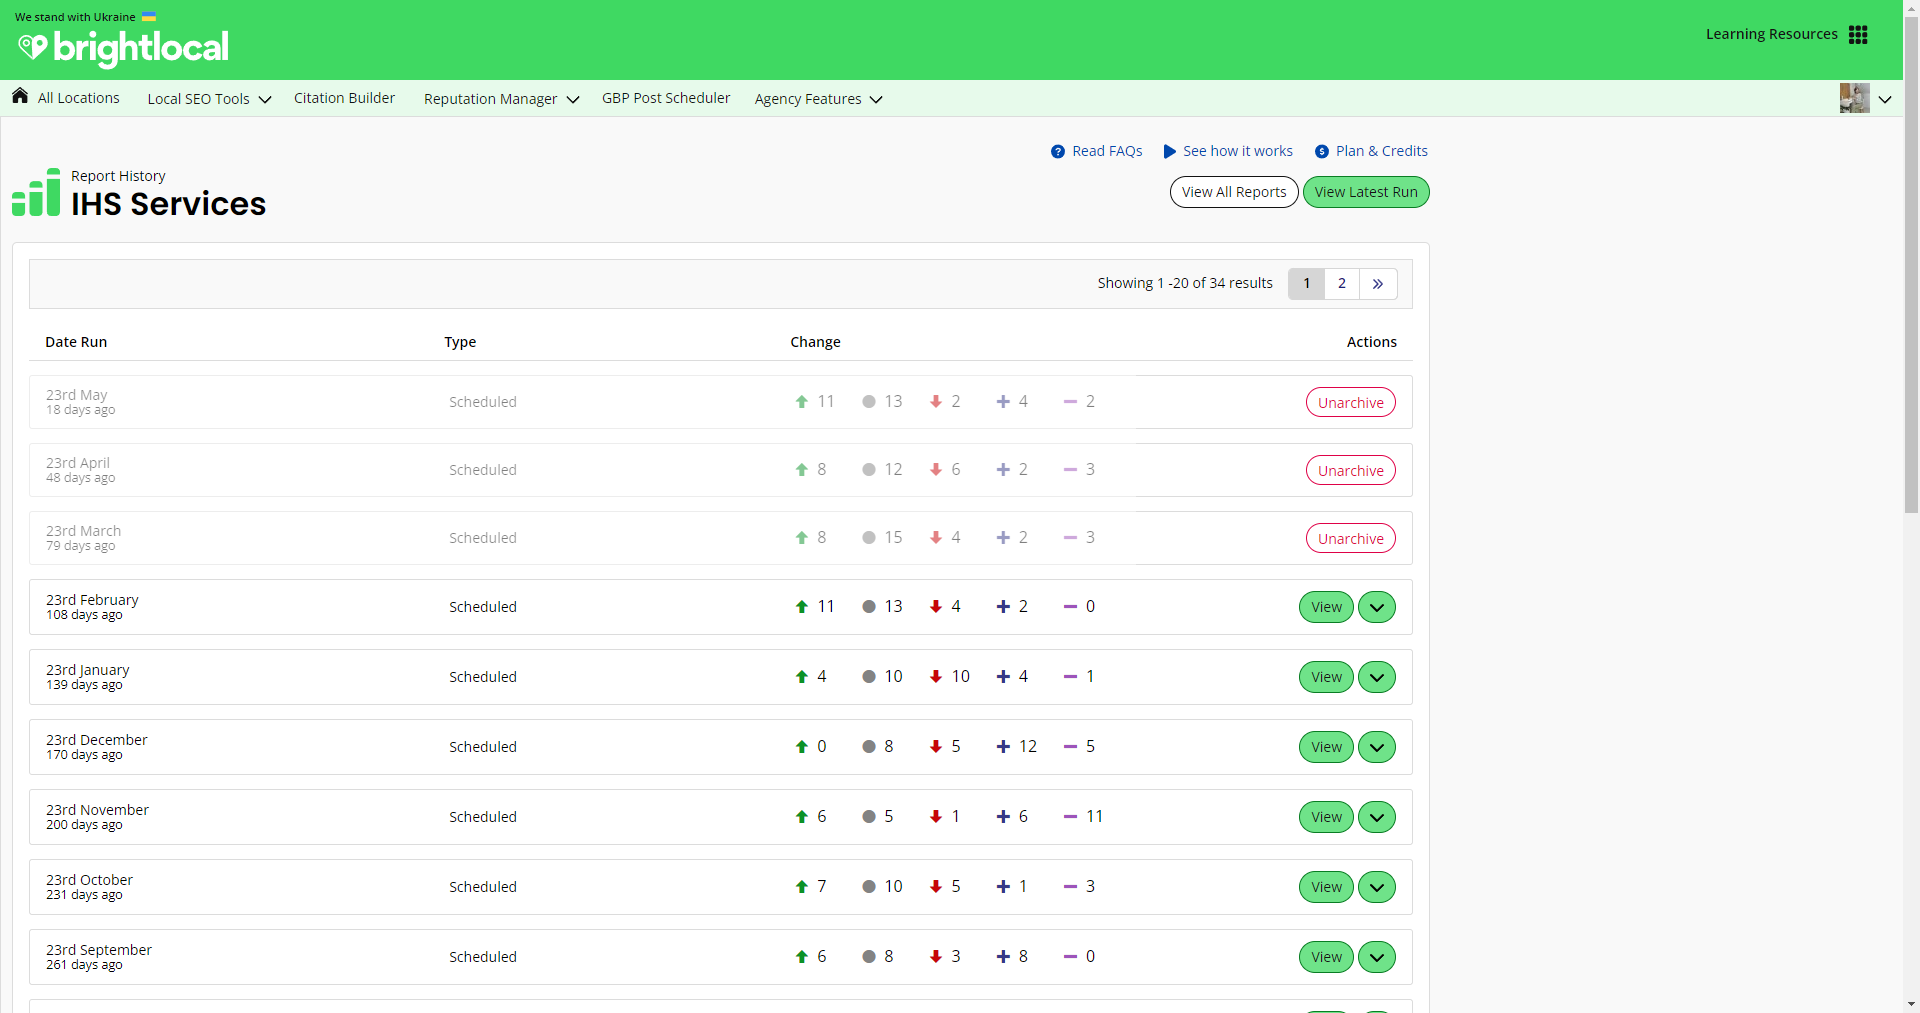 We stand with Ukraine
brightlocal
Learning Resources
All Locations
Local SEO Tools
Citation Builder
Reputation Manager
GBP Post Scheduler
Agency Features
Read FAQs
See how it works
Plan & Credits
Report History
IHS Services
View All Reports
View Latest Run
Showing 1 -20 of 34 results
1
2
»
Date Run
Type
Change
Actions
23rd May
18 days ago
Scheduled
11
13
2
4
2
Unarchive
23rd April
48 days ago
Scheduled
8
12
6
2
3
Unarchive
23rd March
79 days ago
Scheduled
8
15
4
2
3
Unarchive
23rd February
108 days ago
Scheduled
11
13
4
2
0
View
23rd January
139 days ago
Scheduled
4
10
10
4
1
View
23rd December
170 days ago
Scheduled
0
8
5
12
5
View
23rd November
200 days ago
Scheduled
6
5
1
6
11
View
23rd October
231 days ago
Scheduled
7
10
5
1
3
View
23rd September
261 days ago
Scheduled
6
8
3
8
0
View